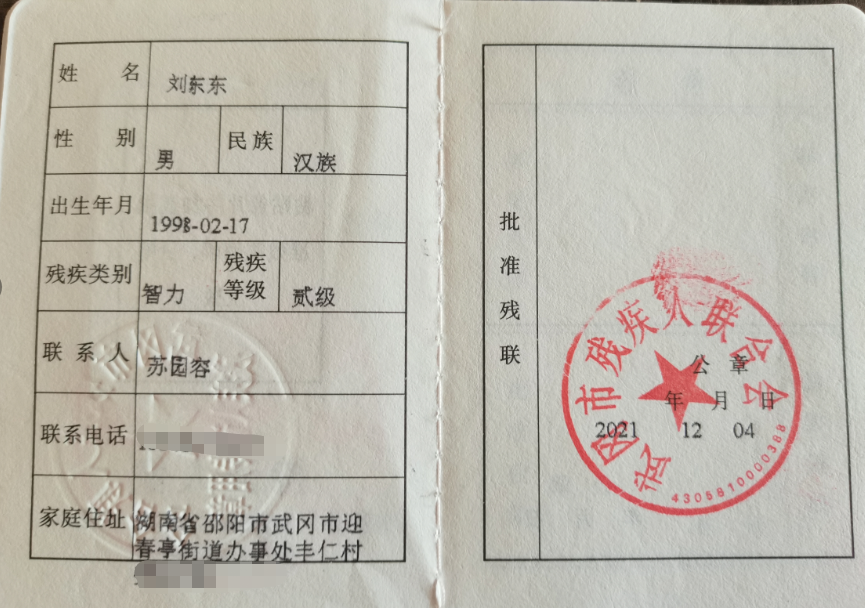 姓 名 刘东东
性 别 男 民族 汉族
出生年月 1998-02-17
残疾类别 智力 残疾等级 贰级
联系人 苏园容
联系电话
家庭住址 湖南省邵阳市武冈市迎
春亭街道办事处丰仁村
批准残联
武冈市残疾人联合会
公 章
年 月 日
2021 12 04
4305810000388